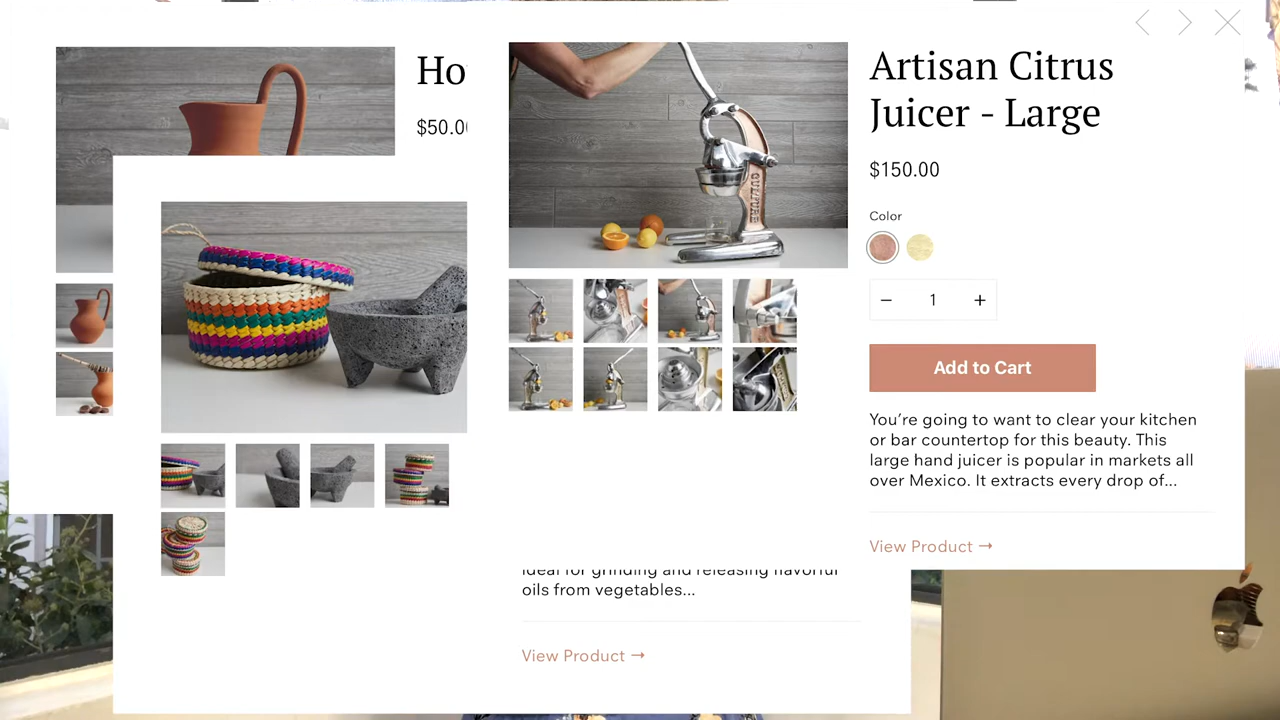 $50.0
Artisan Citrus
Juicer - Large
$150.00
Color
1
Add to Cart
You’re going to want to clear your kitchen
or bar countertop for this beauty. This
large hand juicer is popular in markets all
over Mexico. It extracts every drop of...
View Product →
ideal for grinding and releasing flavorful
oils from vegetables...
View Product →